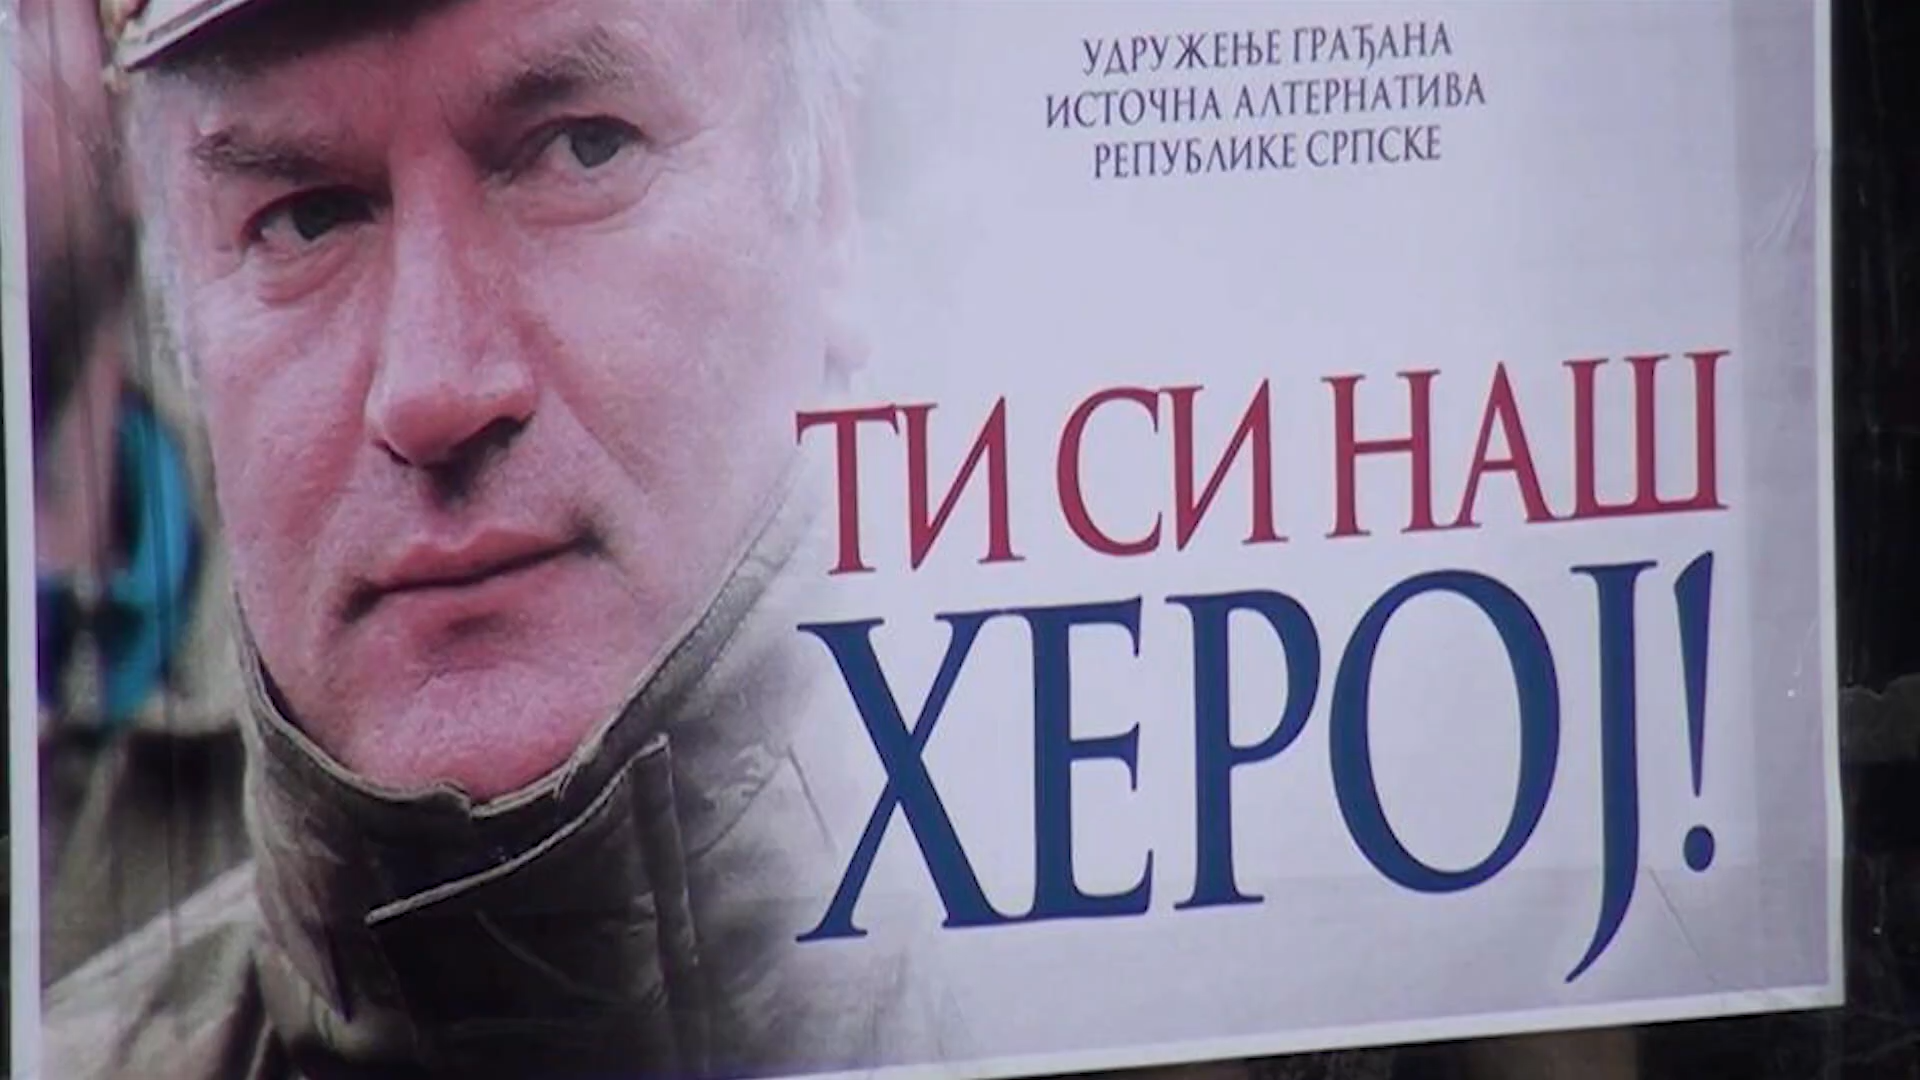 УДРУЖЕЊЕ ГРАЂАНА
ИСТОЧНА АЛТЕРНАТИВА
РЕПУБЛИКЕ СРПСКЕ
ТИ СИ НАШ
ХЕРОЈ!